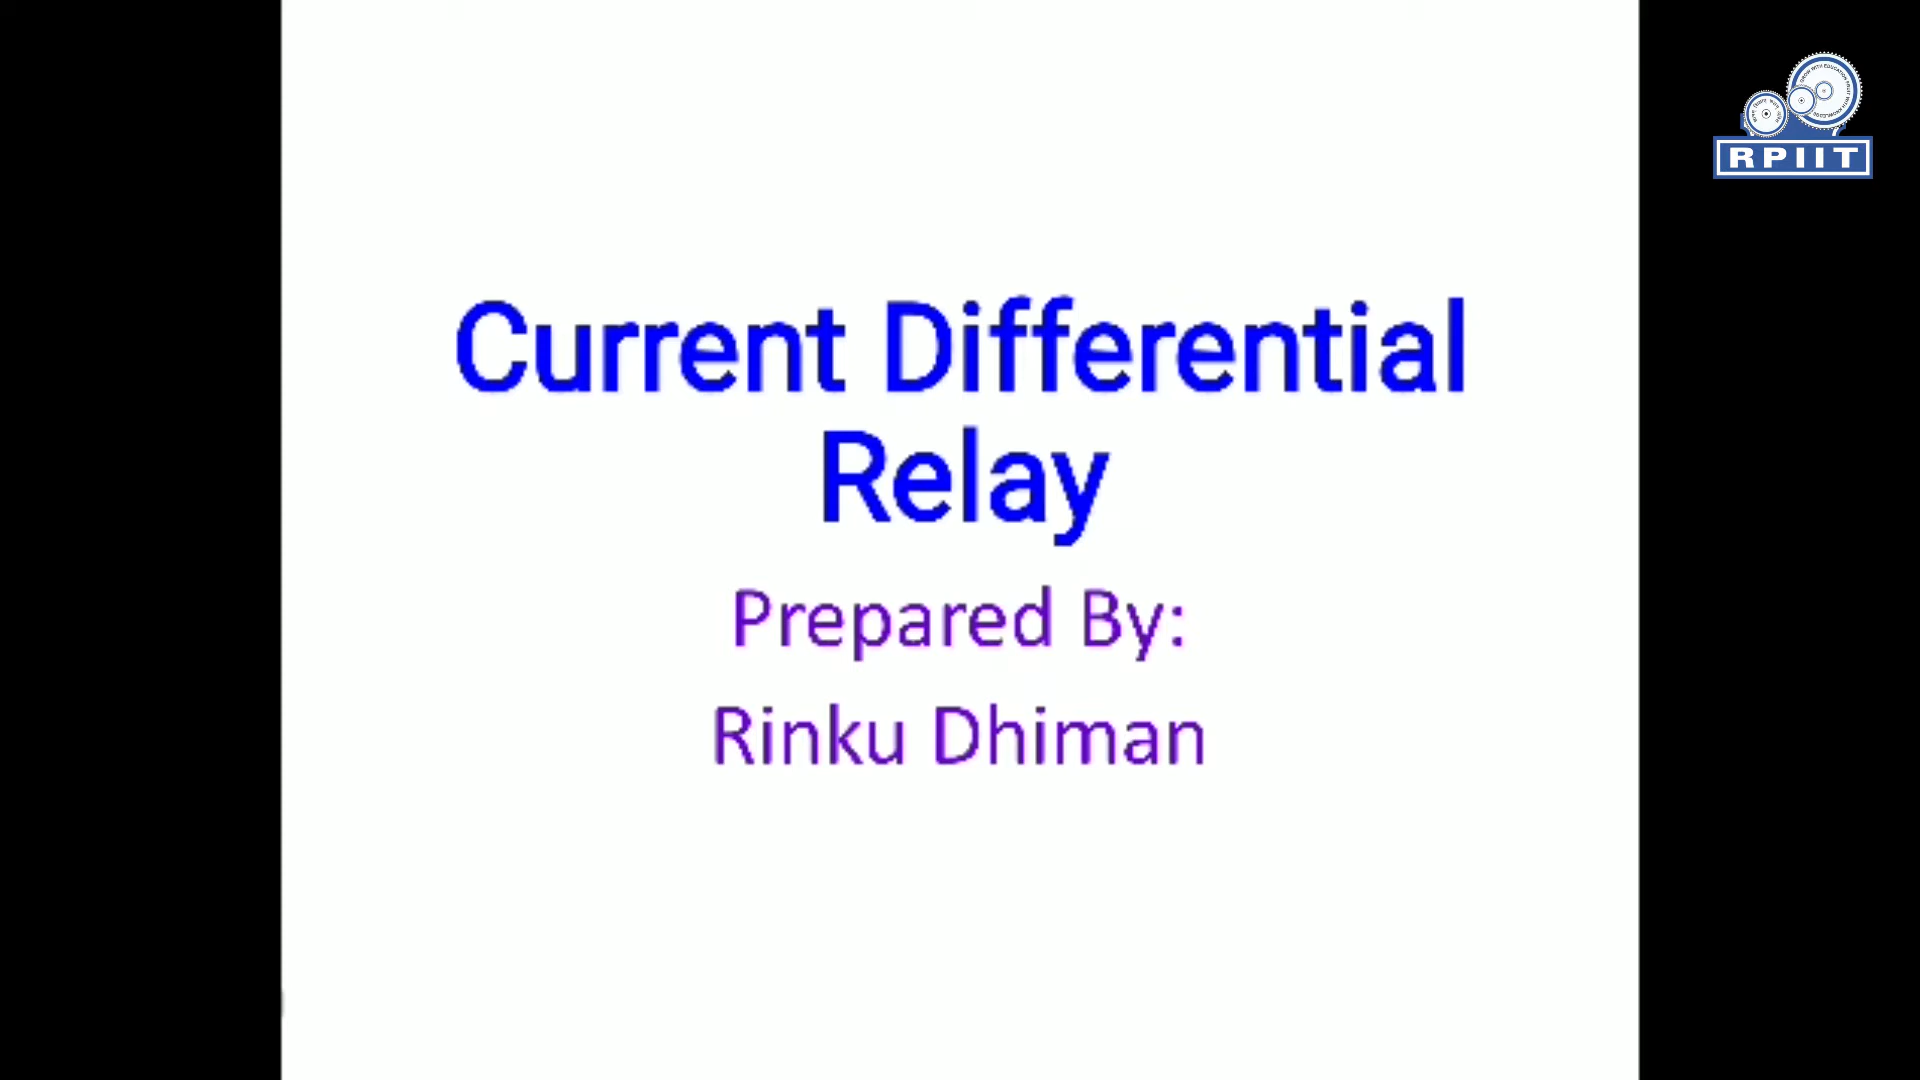 Current Differential
Relay
Prepared By:
Rinku Dhiman
RPIIT